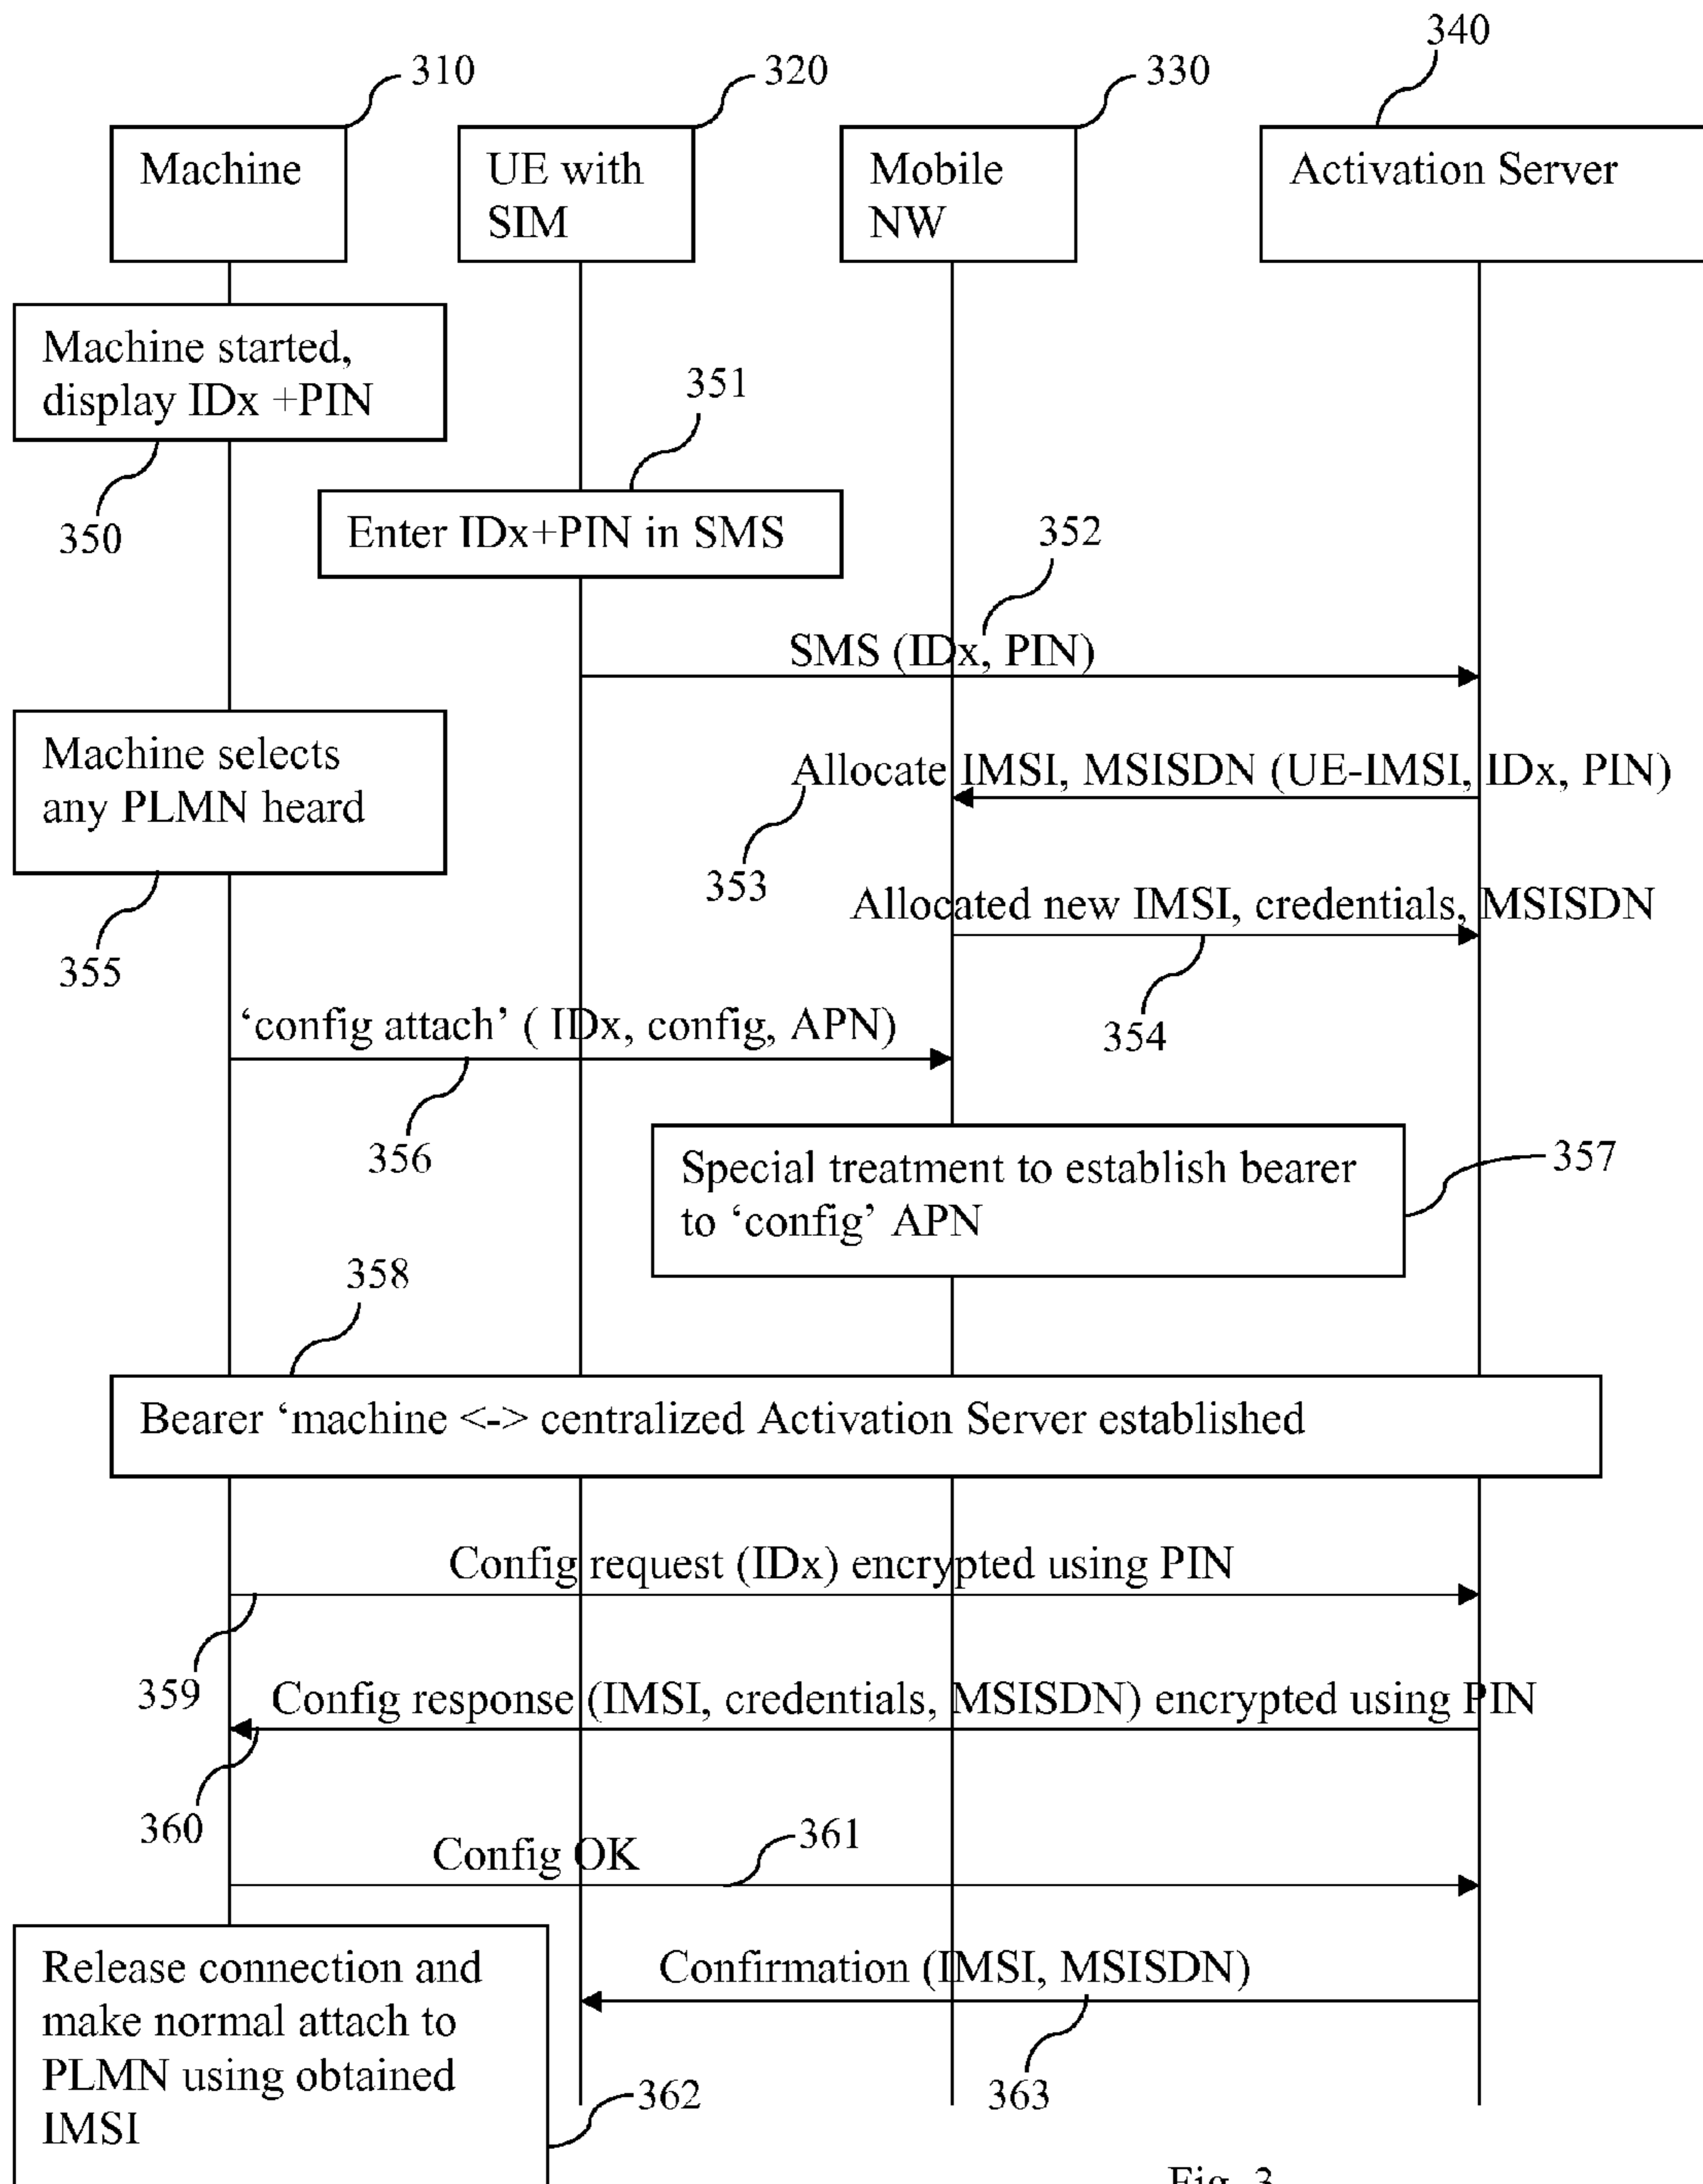 340
310
320
330
Machine
UE with
SIM
Mobile
NW
Activation Server
Machine started,
display IDx +PIN
351
350
Enter IDx+PIN in SMS
352
SMS (IDx, PIN)
Machine selects
any PLMN heard
Allocate IMSI, MSISDN (UE-IMSI, IDx, PIN)
353
Allocated new IMSI, credentials, MSISDN
355
354
‘config attach’ ( IDx, config, APN)
356
Special treatment to establish bearer
to ‘config’ APN
357
358
Bearer ‘machine <-> centralized Activation Server established
Config request (IDx) encrypted using PIN
359
Config response (IMSI, credentials, MSISDN) encrypted using PIN
360
361
Config OK
Release connection and
make normal attach to
PLMN using obtained
IMSI
Confirmation (IMSI, MSISDN)
362
363
Fig. 3